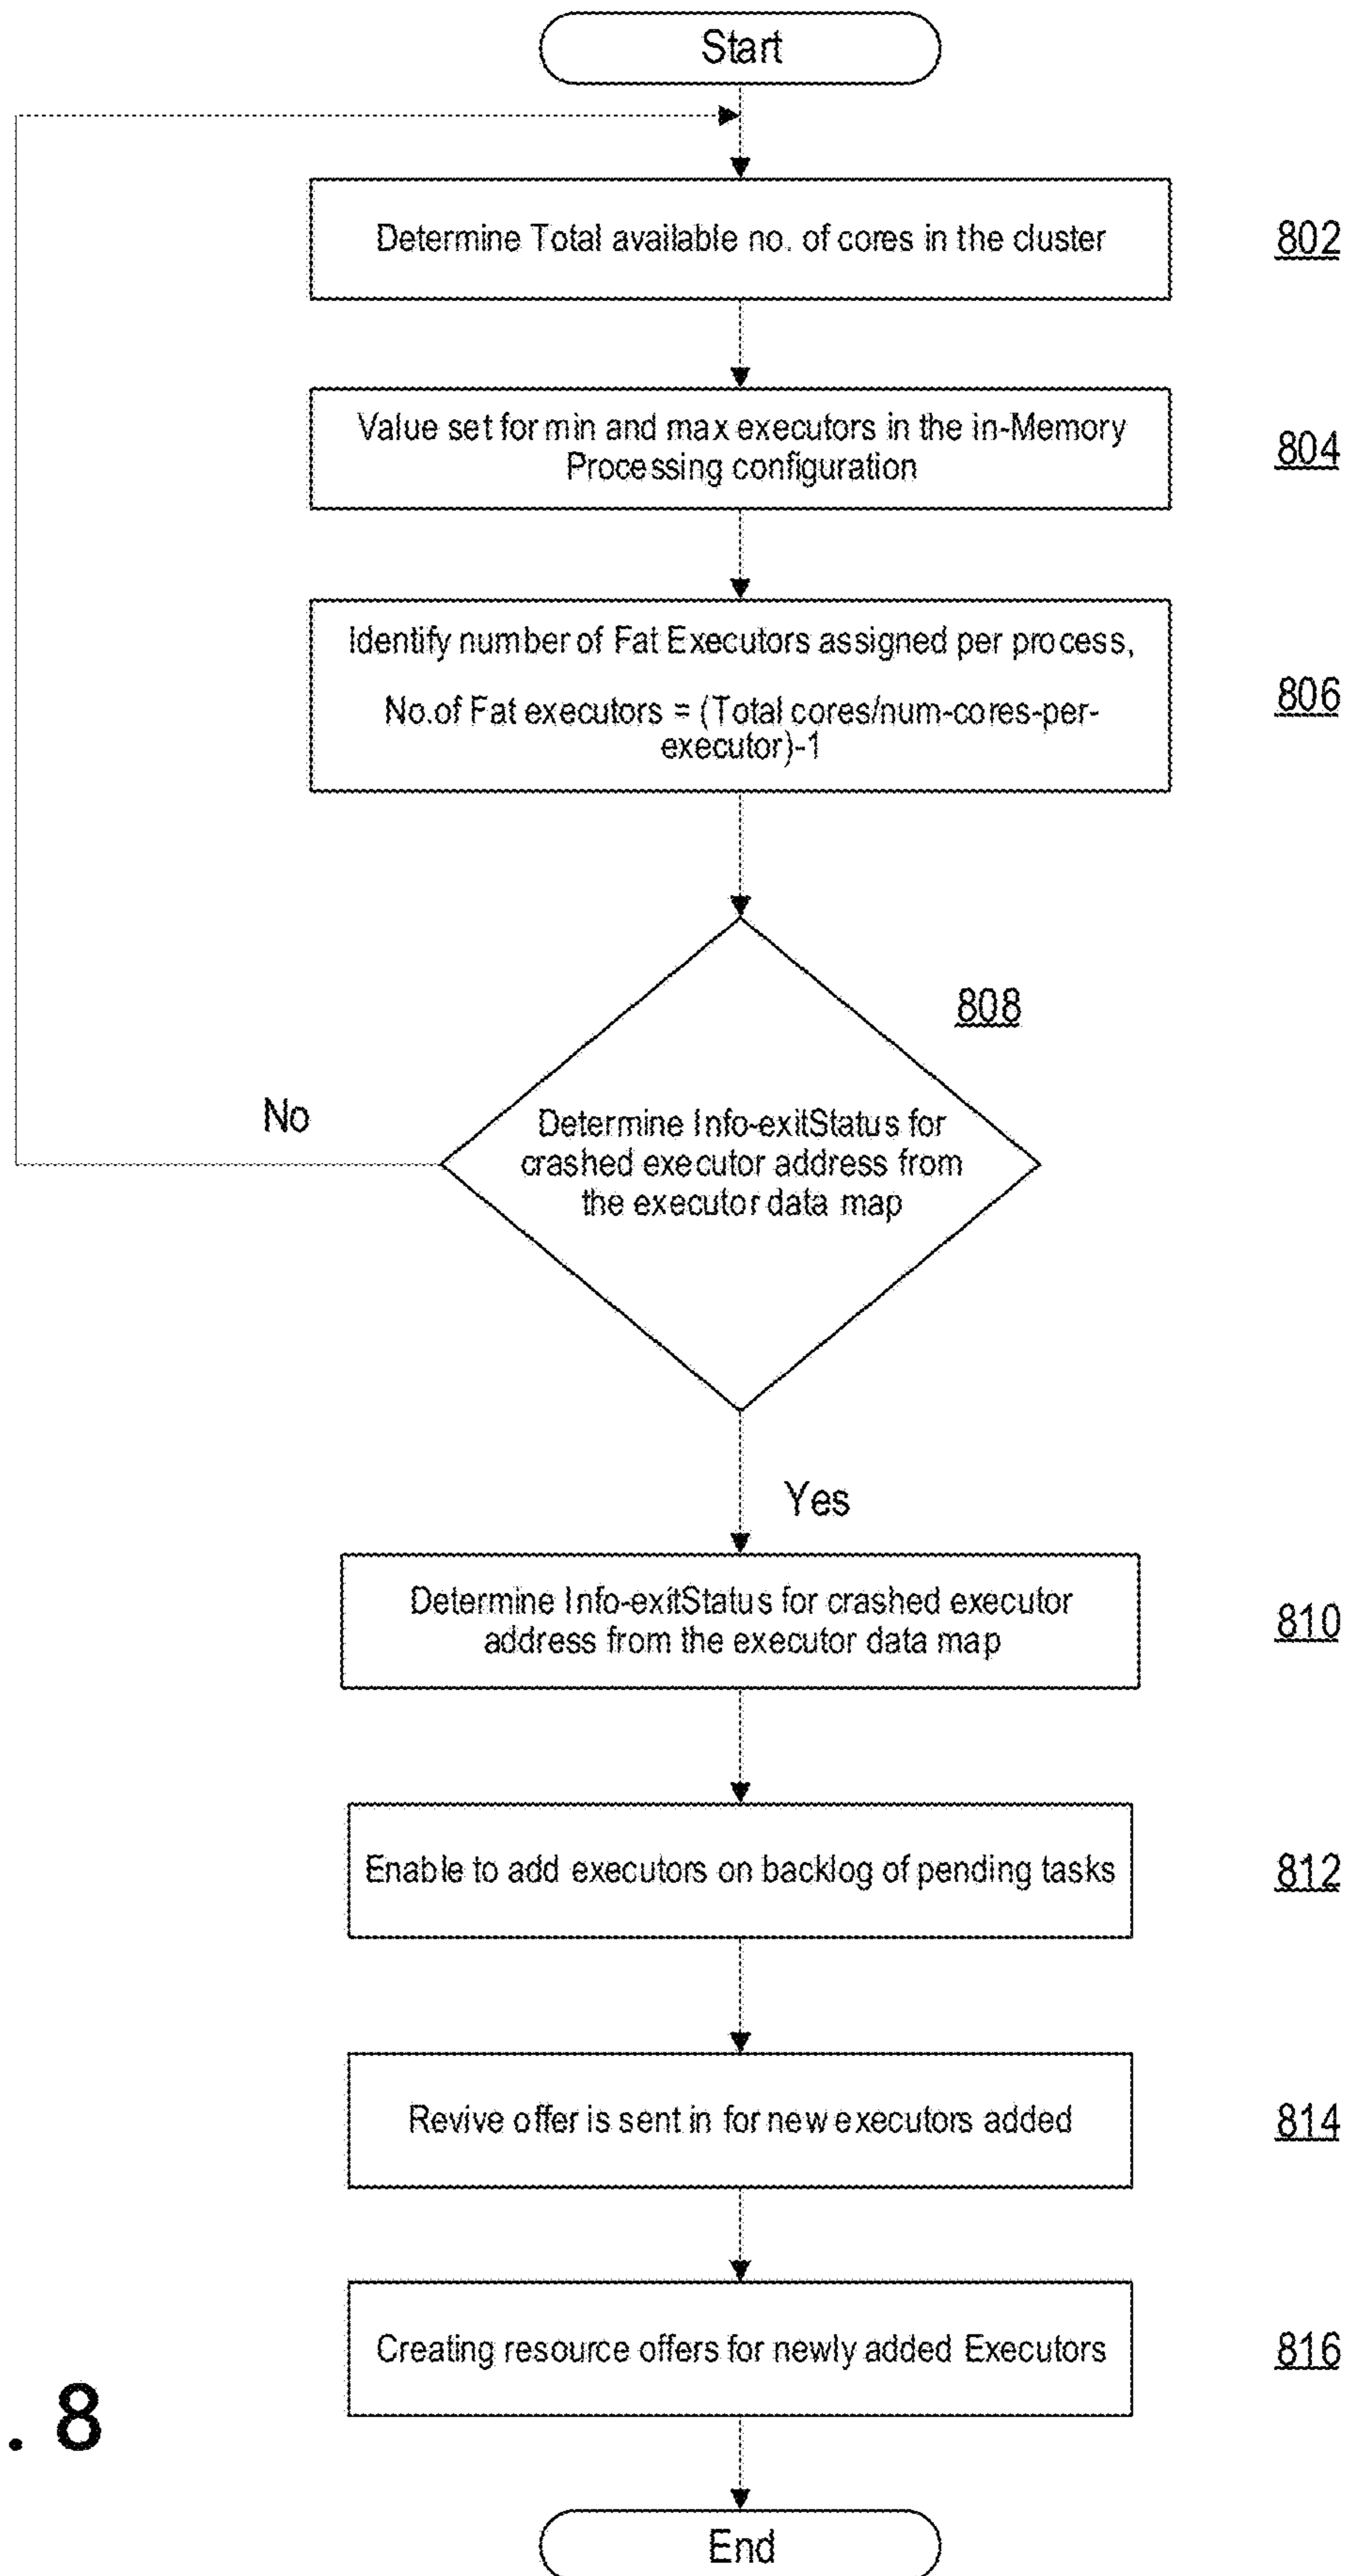 Start
Determine Total available no. of cores in the cluster
802
Value set for min and max executors in the in-Memory
Processing configuration
804
Identify number of Fat Executors assigned per process,
No.of Fat executors = (Total cores/num-cores-per-
executor)-1
806
808
Determine Info-exitStatus for
crashed executor address from
the executor data map
No
Yes
Determine Info-exitStatus for crashed executor
address from the executor data map
810
Enable to add executors on backlog of pending tasks
812
Revive offer is sent in for new executors added
814
Creating resource offers for newly added Executors
816
. 8
End